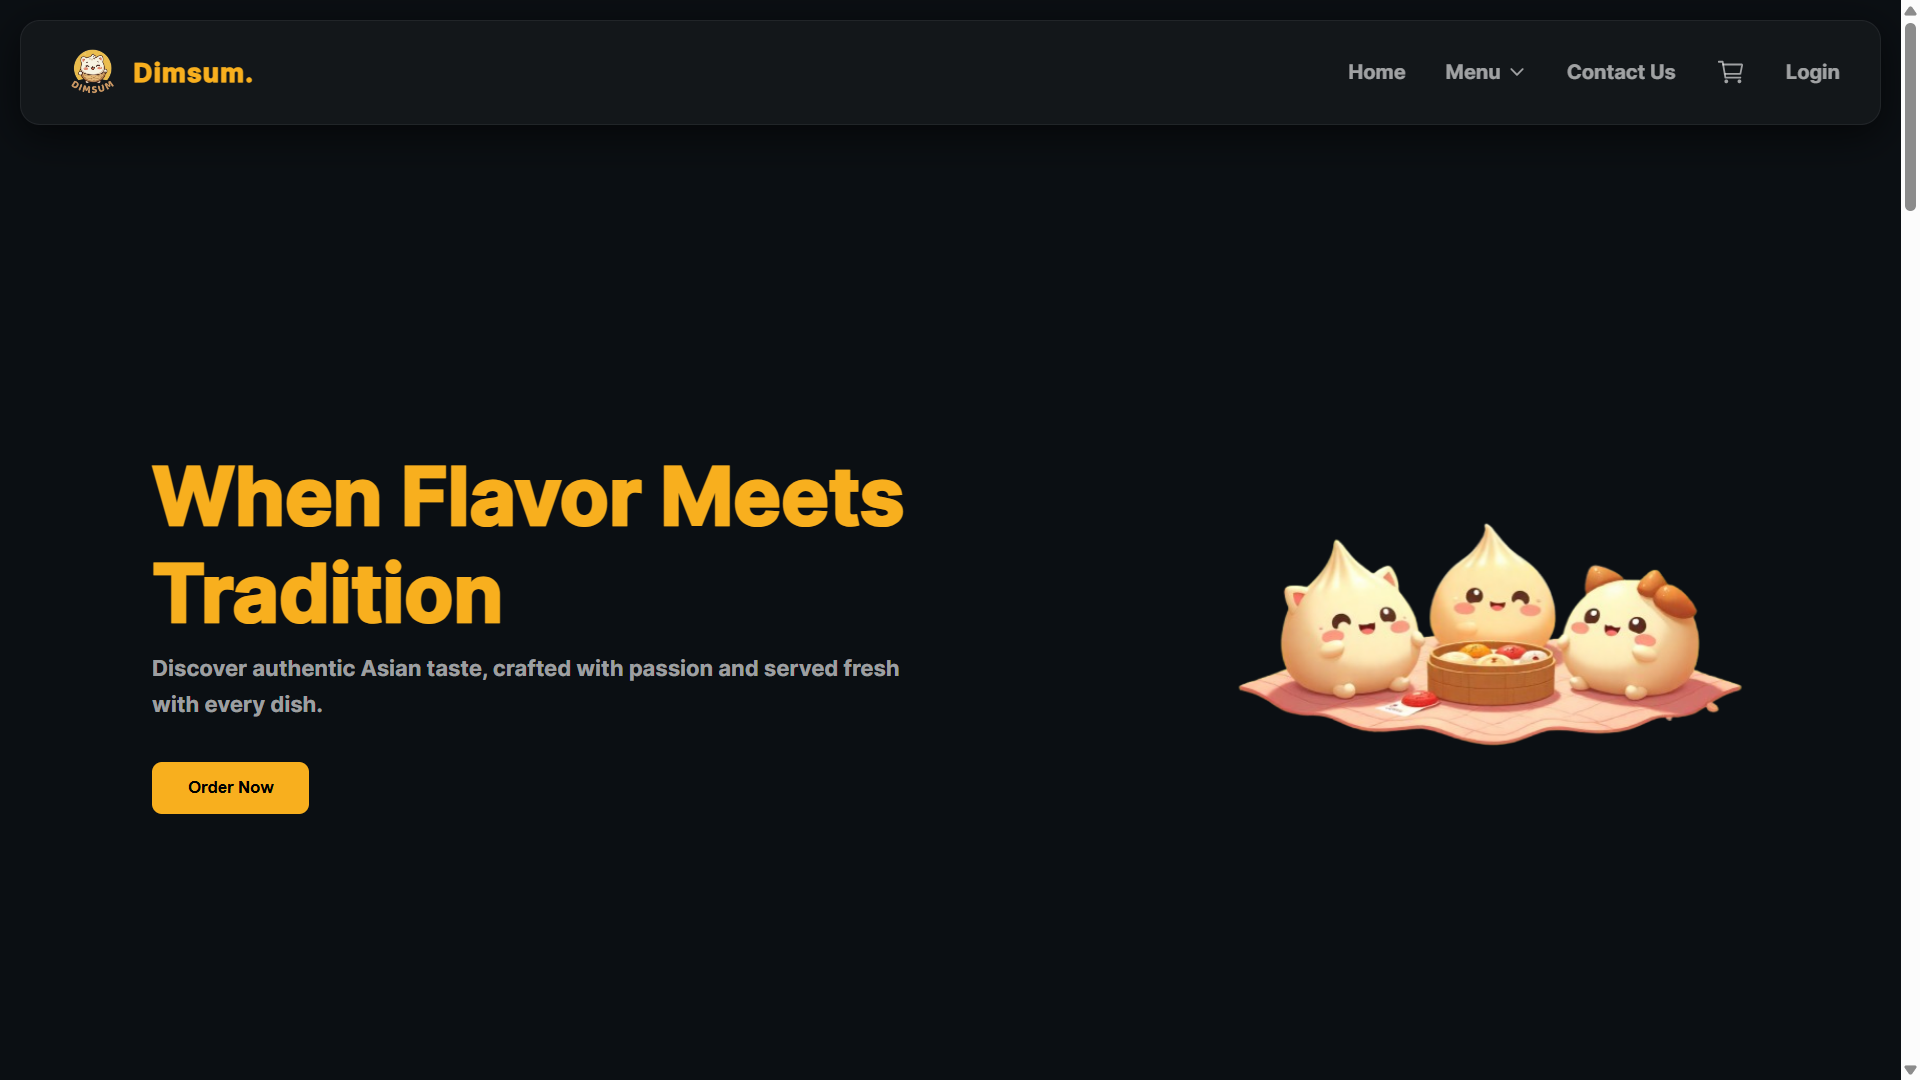 DIMSUM
Dimsum.
Home
Menu
Contact Us
Login
When Flavor Meets
Tradition
Discover authentic Asian taste, crafted with passion and served fresh
with every dish.
Order Now